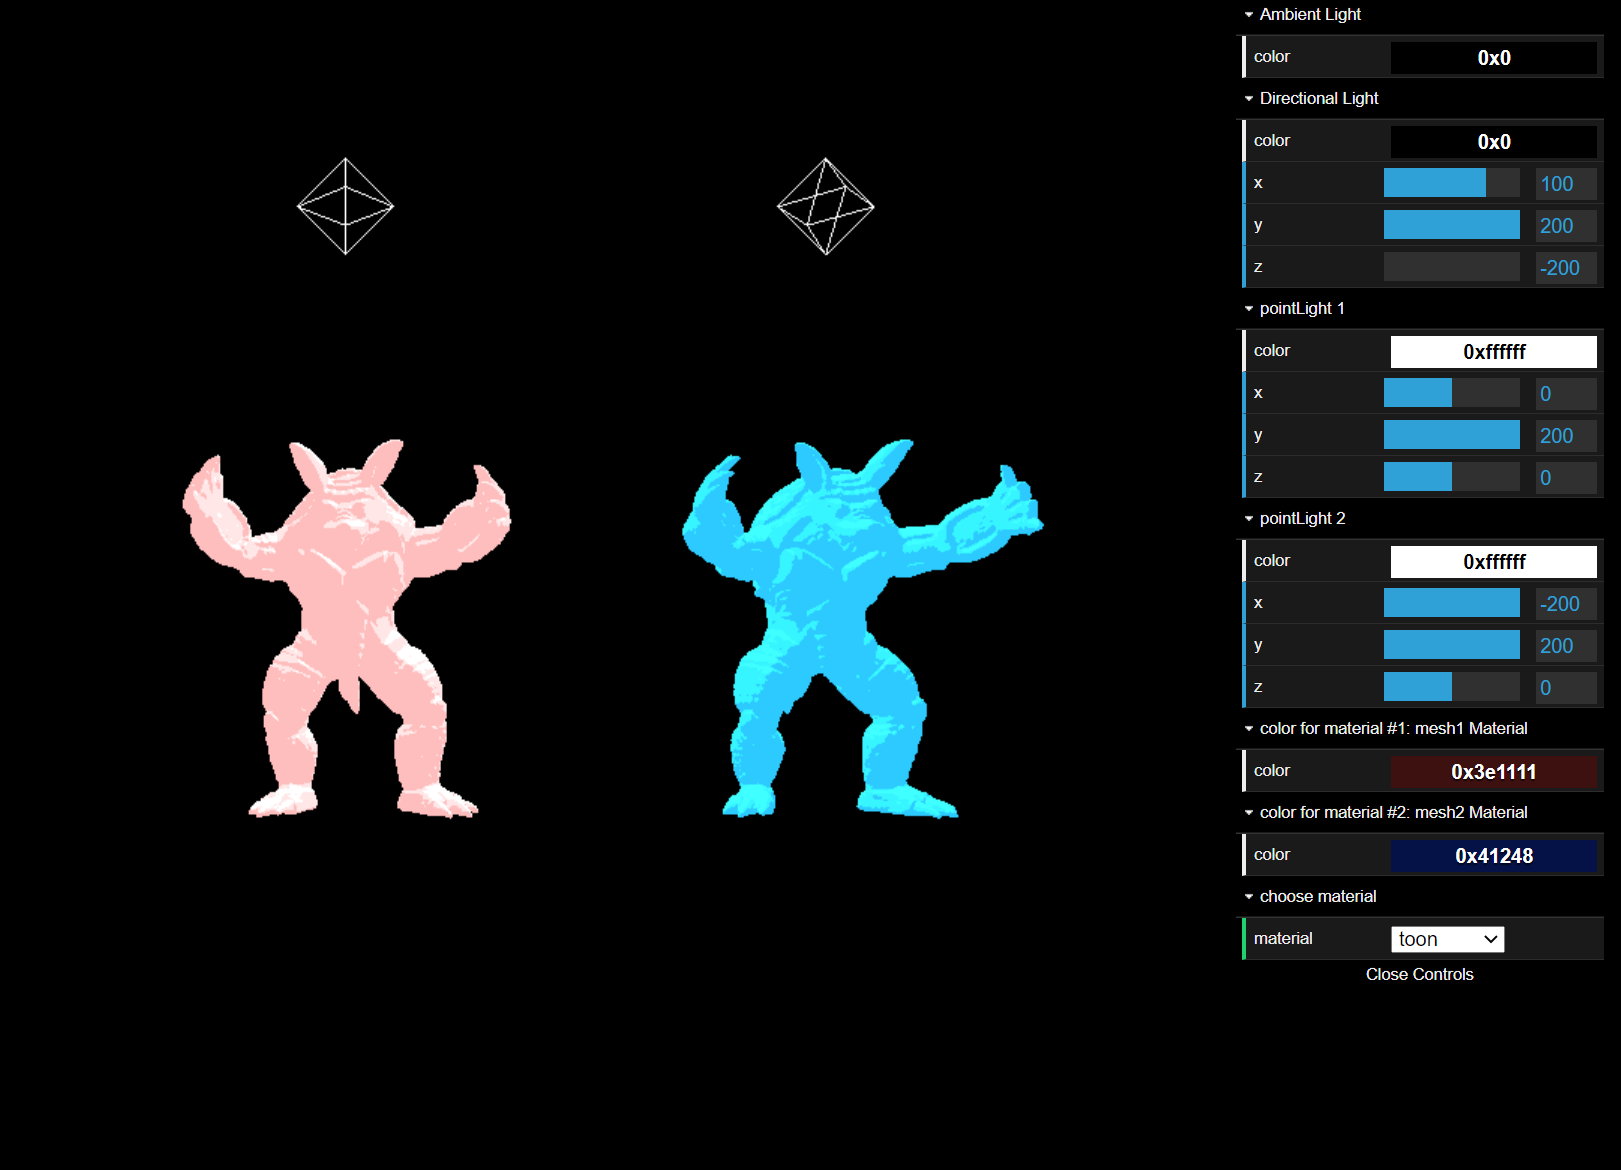 Ambient Light
color 0x0
Directional Light
color 0x0
x 100
y 200
z -200
pointLight 1
color 0xffffff
x 0
y 200
z 0
pointLight 2
color 0xffffff
x -200
y 200
z 0
color for material #1: mesh1 Material
color 0x3e1111
color for material #2: mesh2 Material
color 0x41248
choose material
material toon
Close Controls